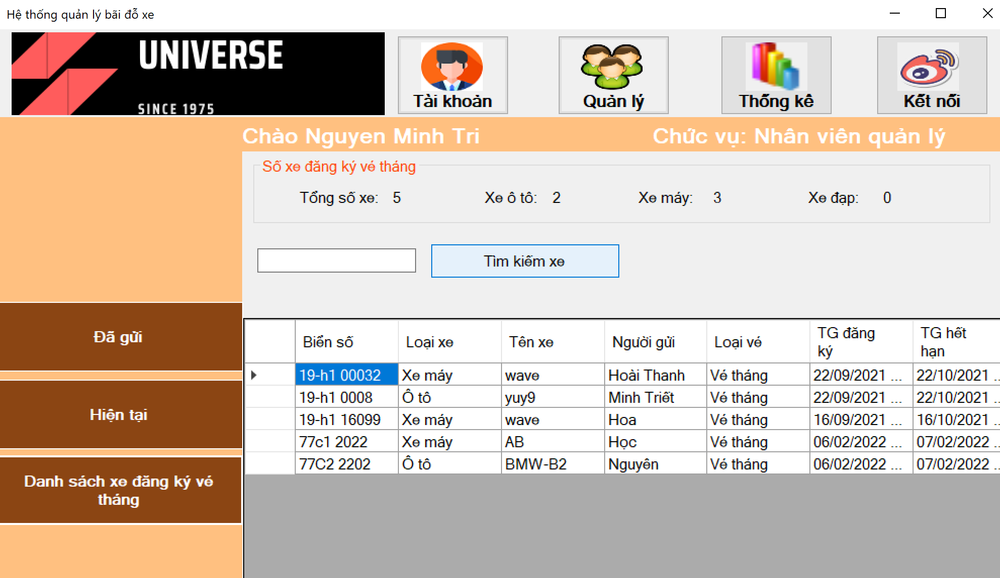 Hệ thống quản lý bãi đỗ xe
UNIVERSE
SINCE 1975
Tài khoản
Quản lý
Thống kê
Kết nối
Chào Nguyen Minh Tri
Chức vụ: Nhân viên quản lý
Số xe đăng ký vé tháng
Tổng số xe: 5
Xe ô tô: 2
Xe máy: 3
Xe đạp: 0
Tìm kiếm xe
Đã gửi
Hiện tại
Danh sách xe đăng ký vé
tháng
Biển số Loại xe Tên xe Người gửi Loại vé TG đăng ký TG hết hạn
19-h1 00032 Xe máy wave Hoài Thanh Vé tháng 22/09/2021 ... 22/10/2021 ..
19-h1 0008 Ô tô yuy9 Minh Triết Vé tháng 22/09/2021 ... 22/10/2021 ..
19-h1 16099 Xe máy wave Hoa Vé tháng 16/09/2021 ... 16/10/2021 ..
77c1 2022 Xe máy AB Học Vé tháng 06/02/2022 ... 07/02/2022 ..
77C2 2202 Ô tô BMW-B2 Nguyên Vé tháng 06/02/2022 ... 07/02/2022 ..